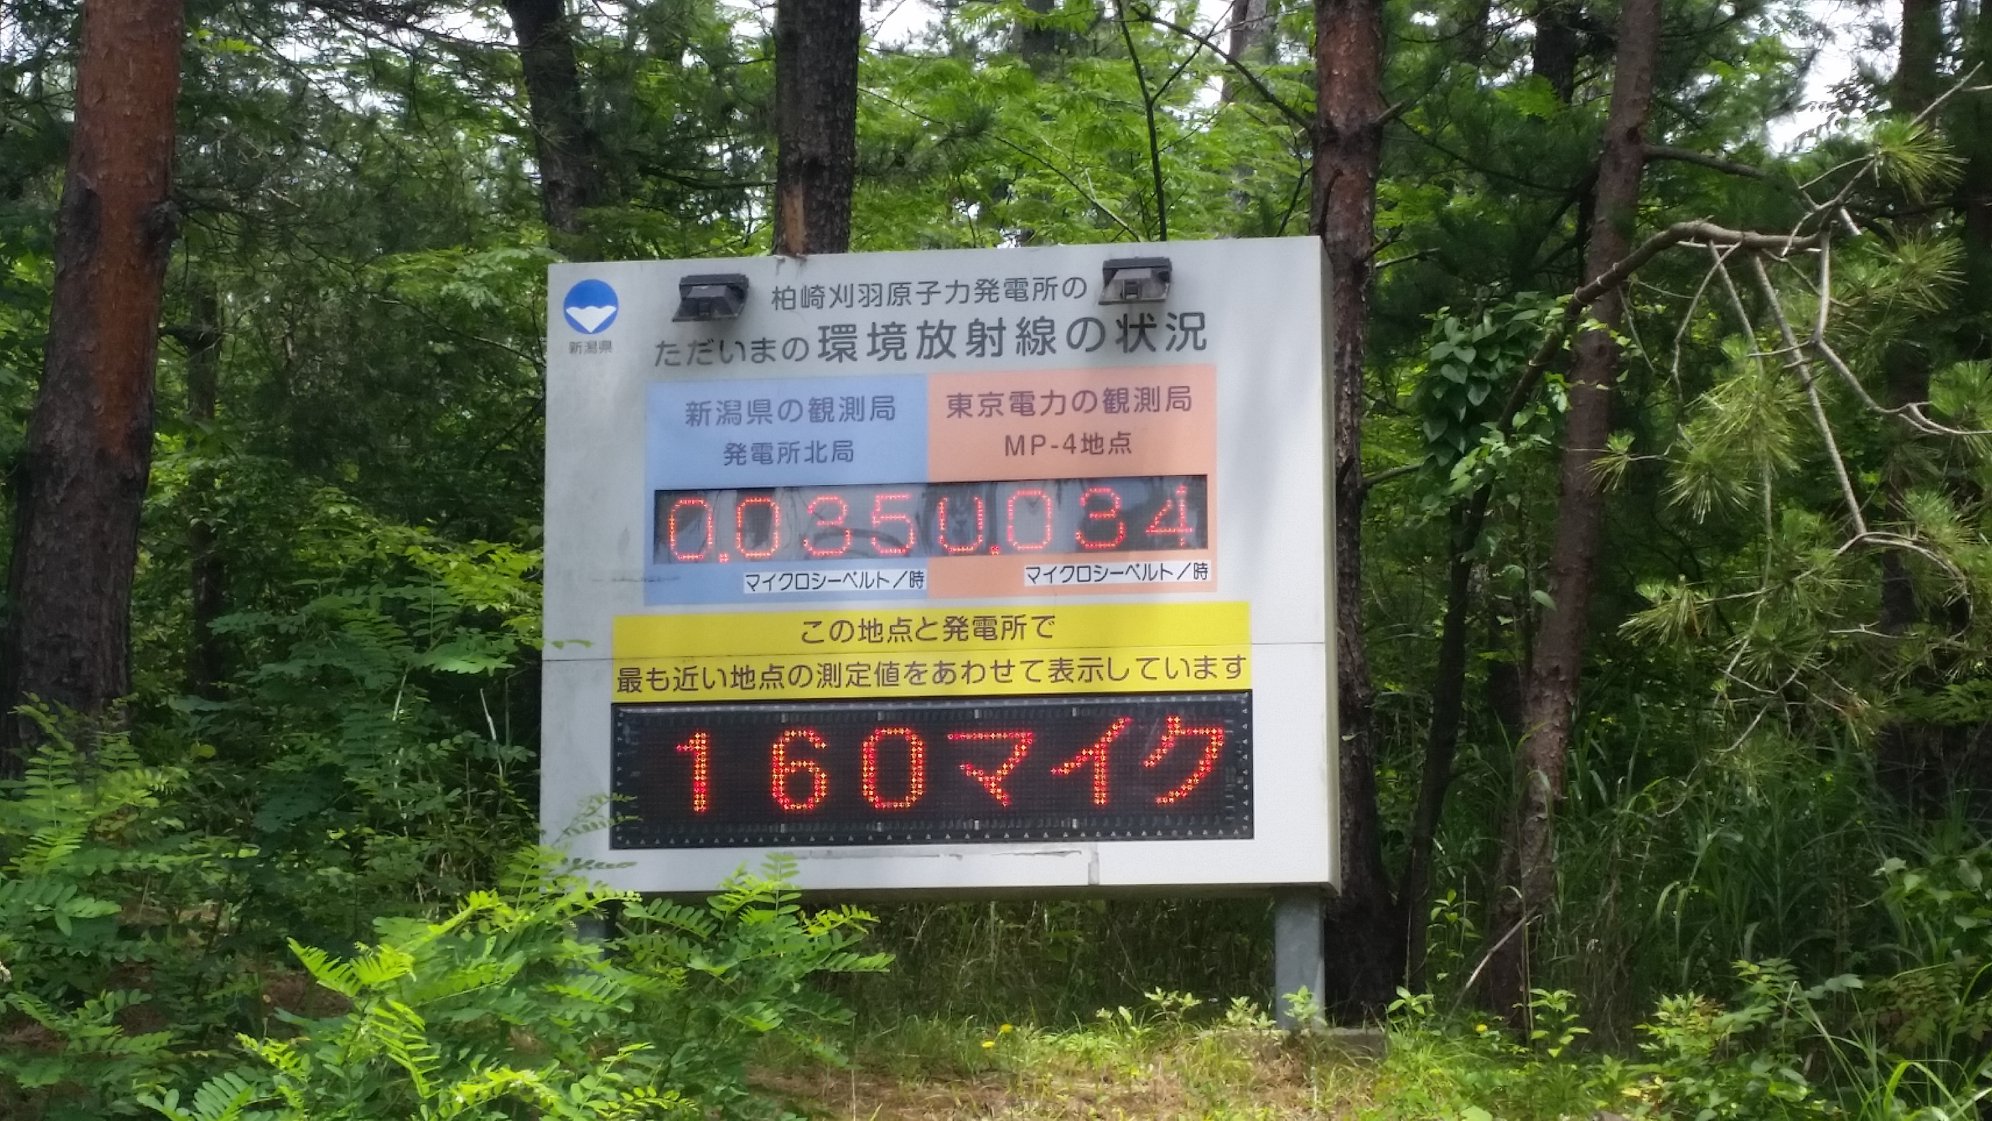 新潟県
柏崎刈羽原子力発電所の
ただいまの環境放射線の状況
新潟県の観測局
発電所北局
0.035
マイクロシーベルト/時
東京電力の観測局
MP-4地点
0.034
マイクロシーベルト/時
この地点と発電所で
最も近い地点の測定値をあわせて表示しています
160マイク